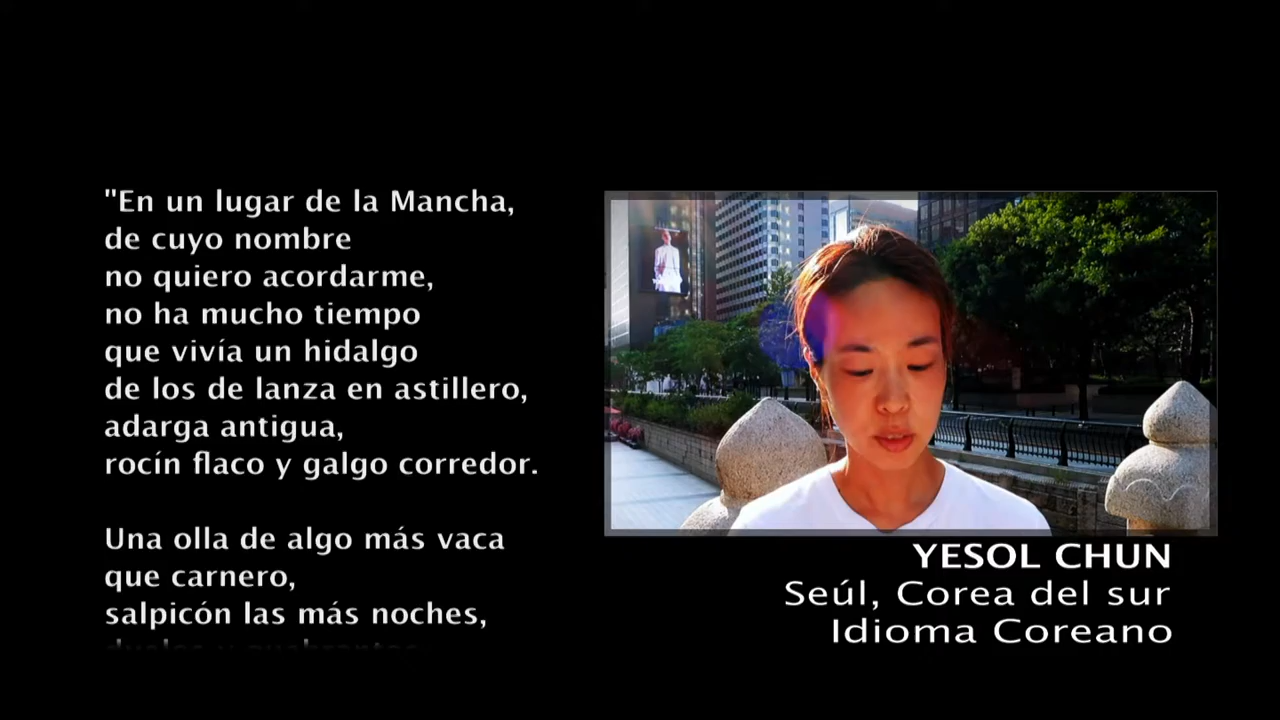 "En un lugar de la Mancha,
de cuyo nombre
no quiero acordarme,
no ha mucho tiempo
que vivía un hidalgo
de los de lanza en astillero,
adarga antigua,
rocín flaco y galgo corredor.
Una olla de algo más vaca
que carnero,
salpicón las más noches,
YESOL CHUN
Seúl, Corea del sur
Idioma Coreano